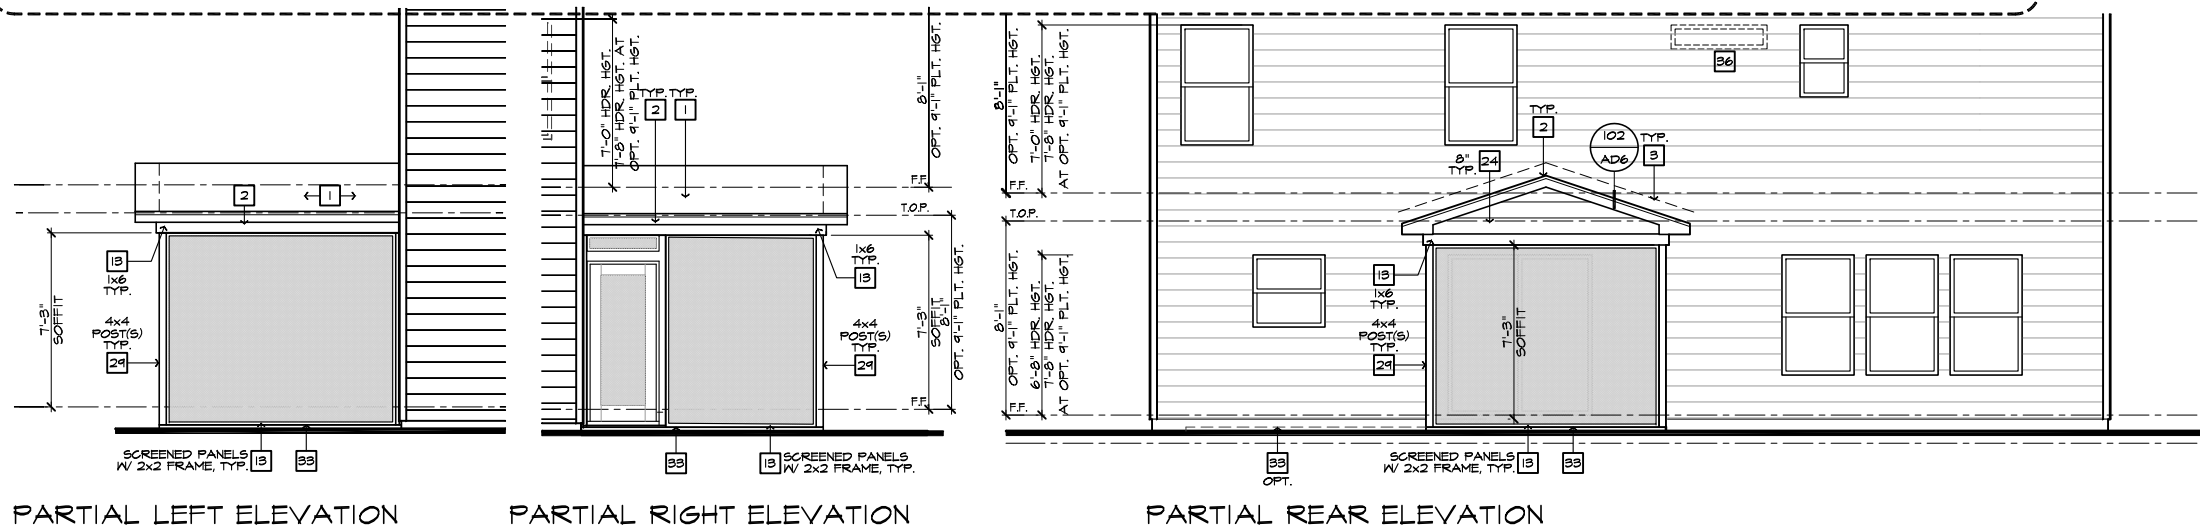 2
1
13
1x6
TYP.
7'-3"
SOFFIT
4x4
POST(S)
TYP.
29
SCREENED PANELS
W/ 2x2 FRAME, TYP.
13
33
PARTIAL LEFT ELEVATION
7'-0" HDR. HGT.
7'-8" HDR. HGT. AT
OPT. 9'-1" PLT. HGT.
TYP.
2
TYP.
1
8'-1"
OPT. 9'-1" PLT. HGT.
F.F.
T.O.P.
1x6
TYP.
13
4x4
POST(S)
TYP.
29
7'-3"
SOFFIT
8'-1"
OPT. 9'-1" PLT. HGT.
F.F.
33
13
SCREENED PANELS
W/ 2x2 FRAME, TYP.
PARTIAL RIGHT ELEVATION
8'-1"
OPT. 9'-1" PLT. HGT.
7'-0" HDR. HGT.
7'-8" HDR. HGT.
AT OPT. 9'-1" PLT. HGT.
F.F.
T.O.P.
8'-1"
OPT. 9'-1" PLT. HGT.
6'-8" HDR. HGT.
7'-8" HDR. HGT.
AT OPT. 9'-1" PLT. HGT.
F.F.
36
TYP.
2
102
AD6
TYP.
3
8"
TYP.
24
13
1x6
TYP.
4x4
POST(S)
TYP.
29
7'-3"
SOFFIT
33
OPT.
SCREENED PANELS
W/ 2x2 FRAME, TYP.
13
33
PARTIAL REAR ELEVATION